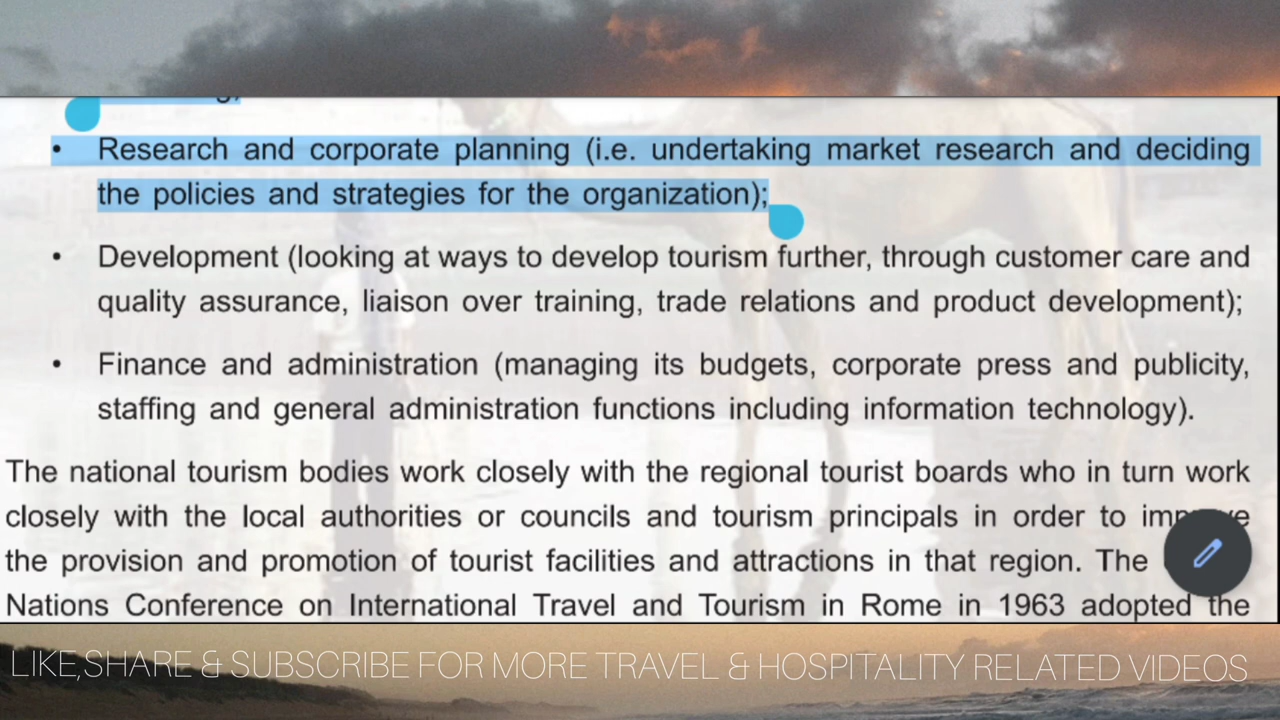 • Research and corporate planning (i.e. undertaking market research and deciding
the policies and strategies for the organization);
• Development (looking at ways to develop tourism further, through customer care and
quality assurance, liaison over training, trade relations and product development);
• Finance and administration (managing its budgets, corporate press and publicity,
staffing and general administration functions including information technology).
The national tourism bodies work closely with the regional tourist boards who in turn work
closely with the local authorities or councils and tourism principals in order to
the provision and promotion of tourist facilities and attractions in that region. The
Nations Conference on International Travel and Tourism in Rome in 1963 adopted the
LIKE,SHARE & SUBSCRIBE FOR MORE TRAVEL & HOSPITALITY RELATED VIDEOS